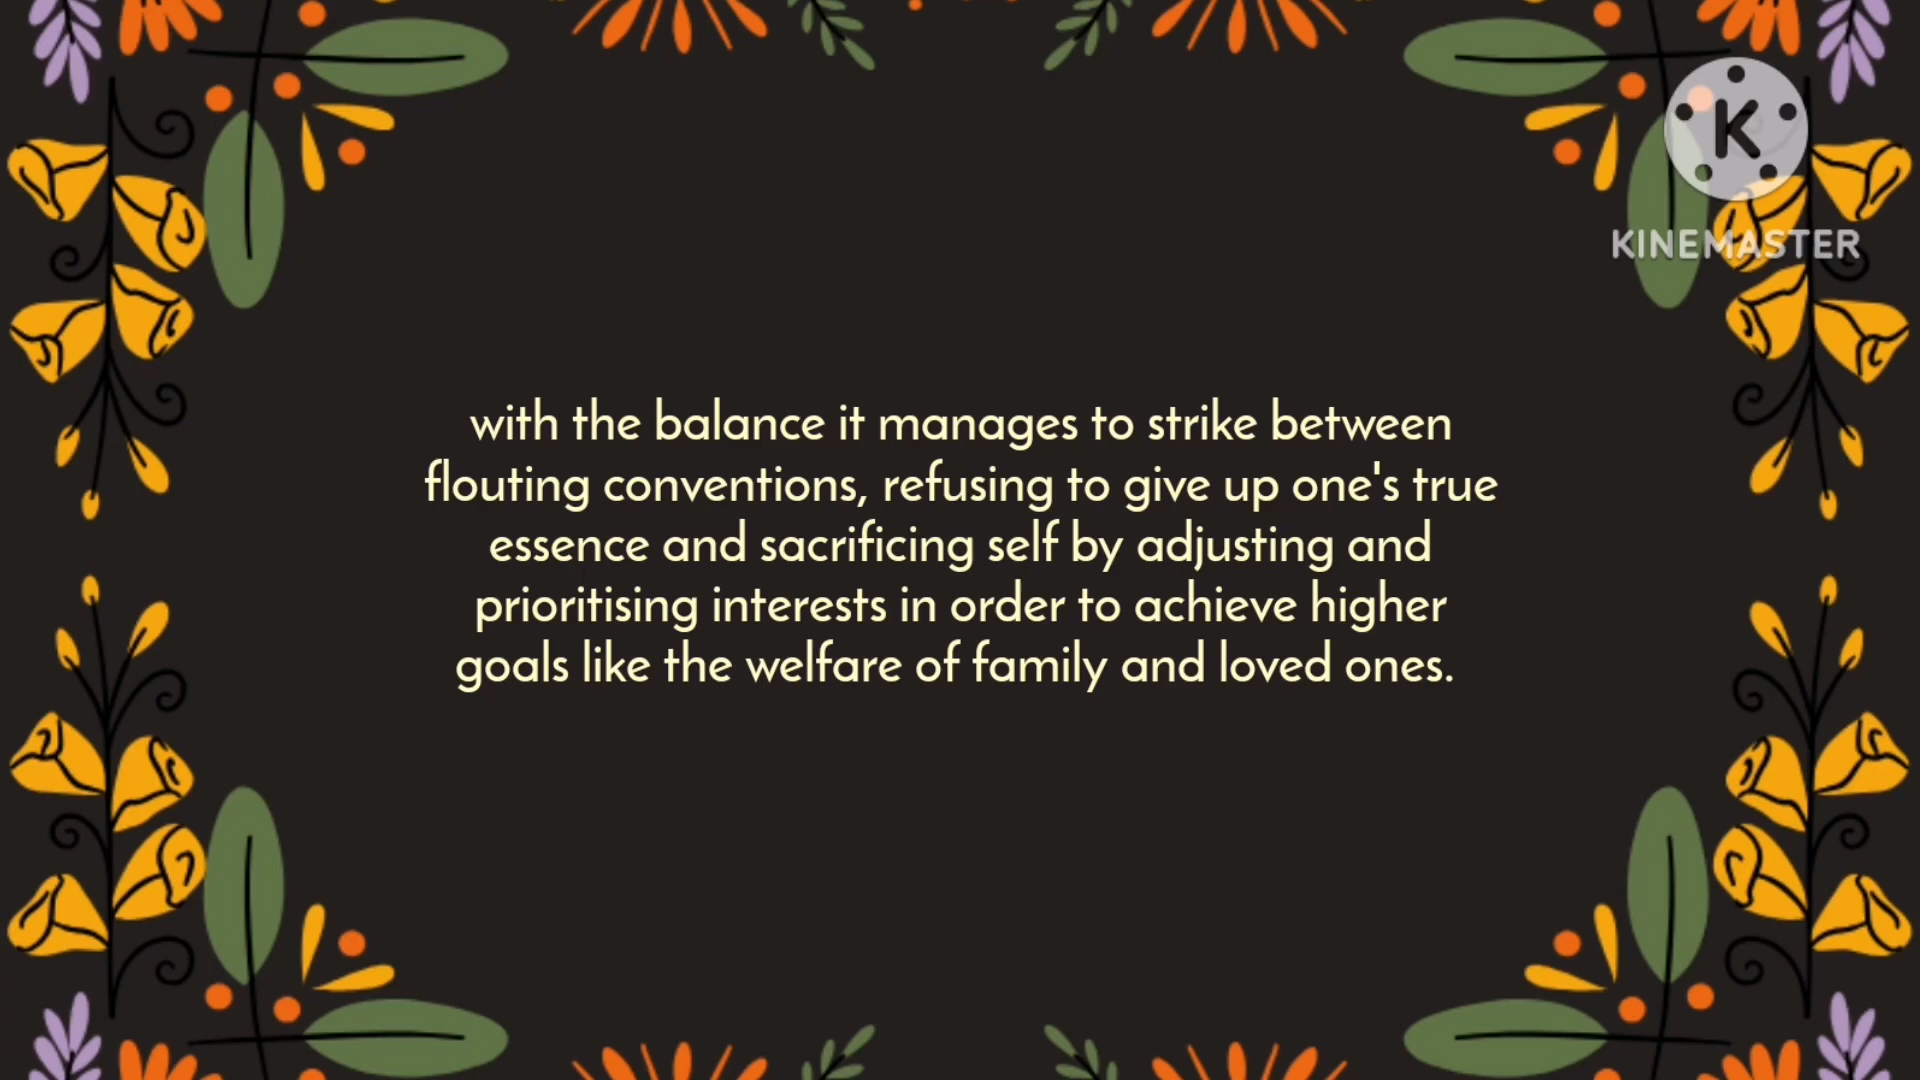 K
KINEMASTER
with the balance it manages to strike between
flouting conventions, refusing to give up one's true
essence and sacrificing self by adjusting and
prioritising interests in order to achieve higher
goals like the welfare of family and loved ones.